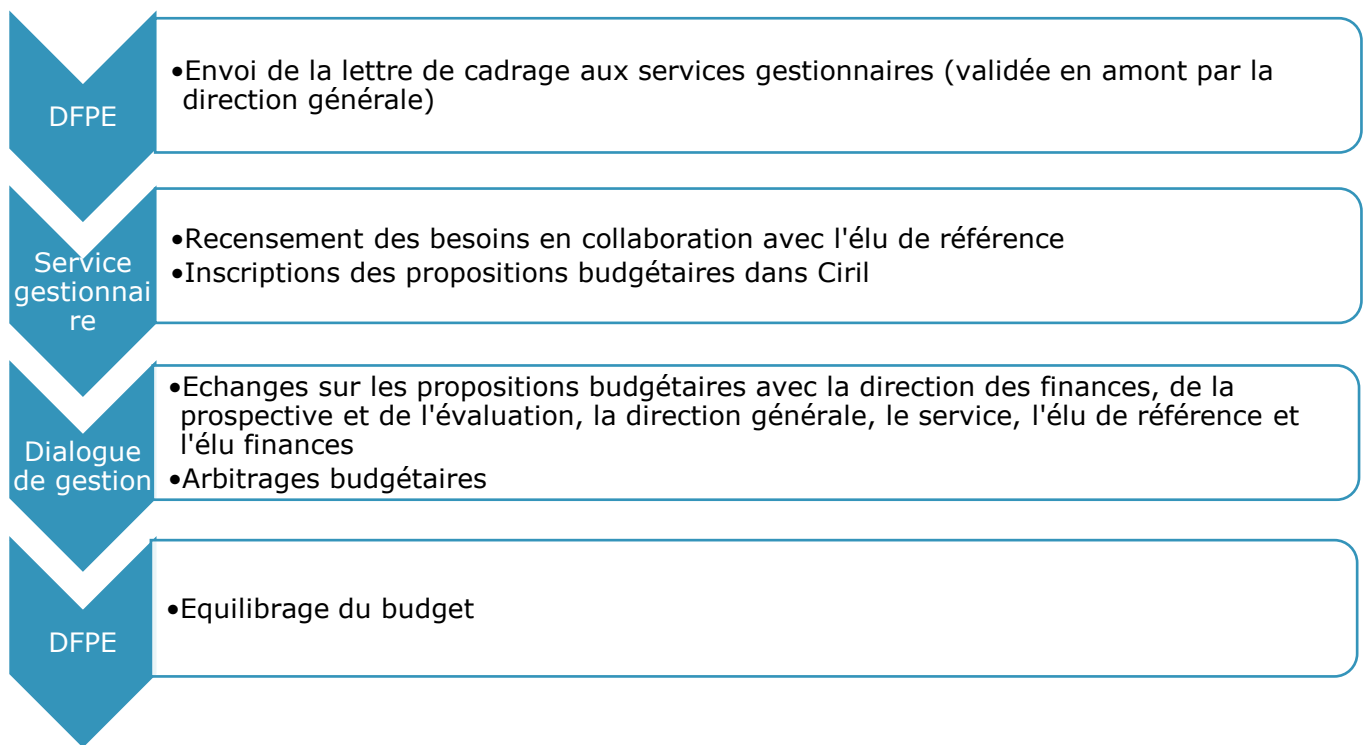 DFPE
•Envoi de la lettre de cadrage aux services gestionnaires (validée en amont par la
direction générale)
Service
gestionnai
re
•Recensement des besoins en collaboration avec l'élu de référence
•Inscriptions des propositions budgétaires dans Ciril
Dialogue
de gestion
•Echanges sur les propositions budgétaires avec la direction des finances, de la
prospective et de l'évaluation, la direction générale, le service, l'élu de référence et
l'élu finances
•Arbitrages budgétaires
DFPE
•Equilibrage du budget